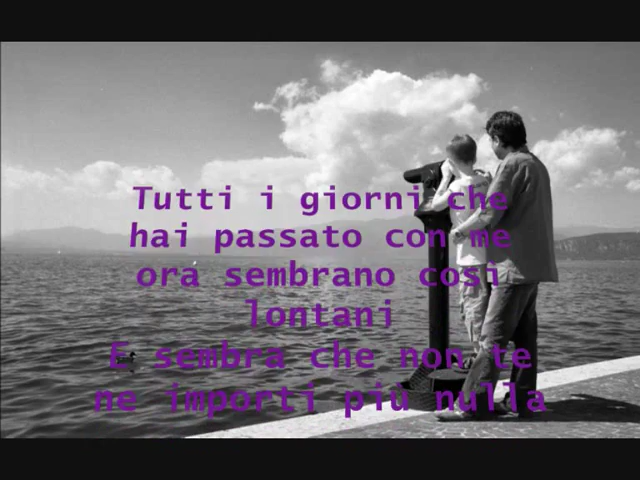 Tutti i giorni che
hai passato con me
ora sembrano così
lontani
E sembra che non te
ne importi più nulla